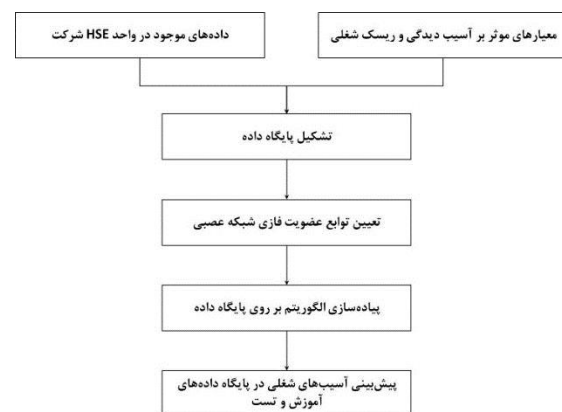 معیارهای موثر بر آسیب دیدگی و ریسک شغلی
داده‌های موجود در واحد HSE شرکت
تشکیل پایگاه داده
تعیین توابع عضویت فازی شبکه عصبی
پیاده‌سازی الگوریتم بر روی پایگاه داده
پیش‌بینی آسیب‌های شغلی در پایگاه داده‌های
آموزش و تست